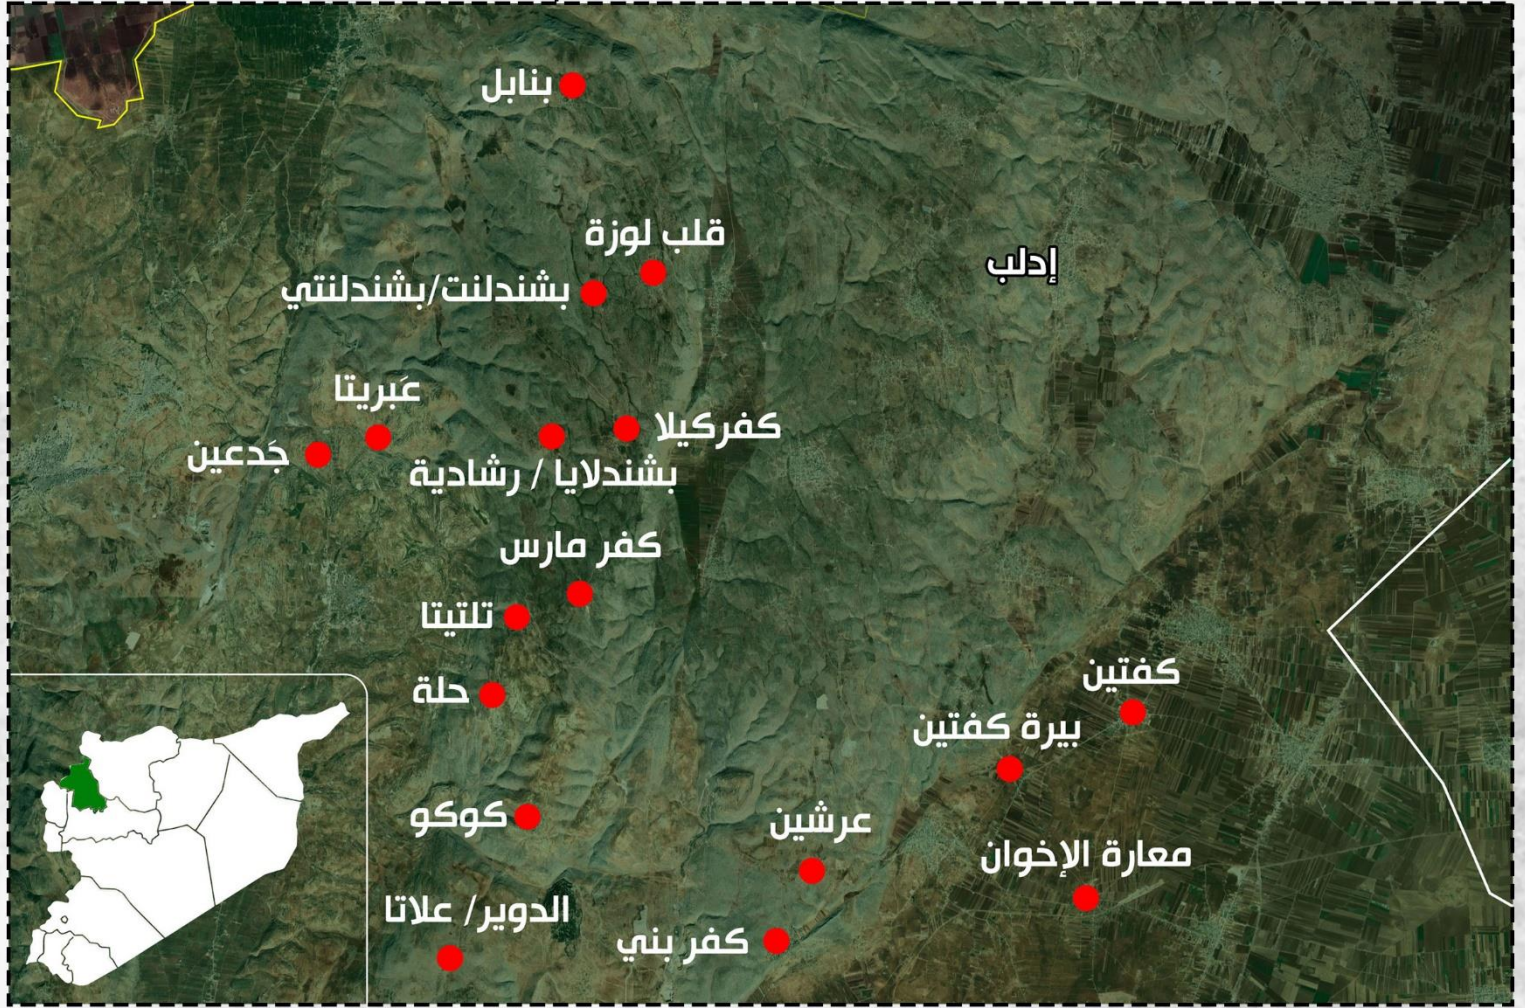 بنابل
قلب لوزة
إدلب
بشندلنت/بشندلنتي
عَبريتا
كفركيلا
جَدعين
بشندلايا / رشادية
كفر مارس
تلتيتا
كفتين
حلة
بيرة كفتين
كوكو
عرشين
معارة الإخوان
الدوير/ علاتا
كفر بني